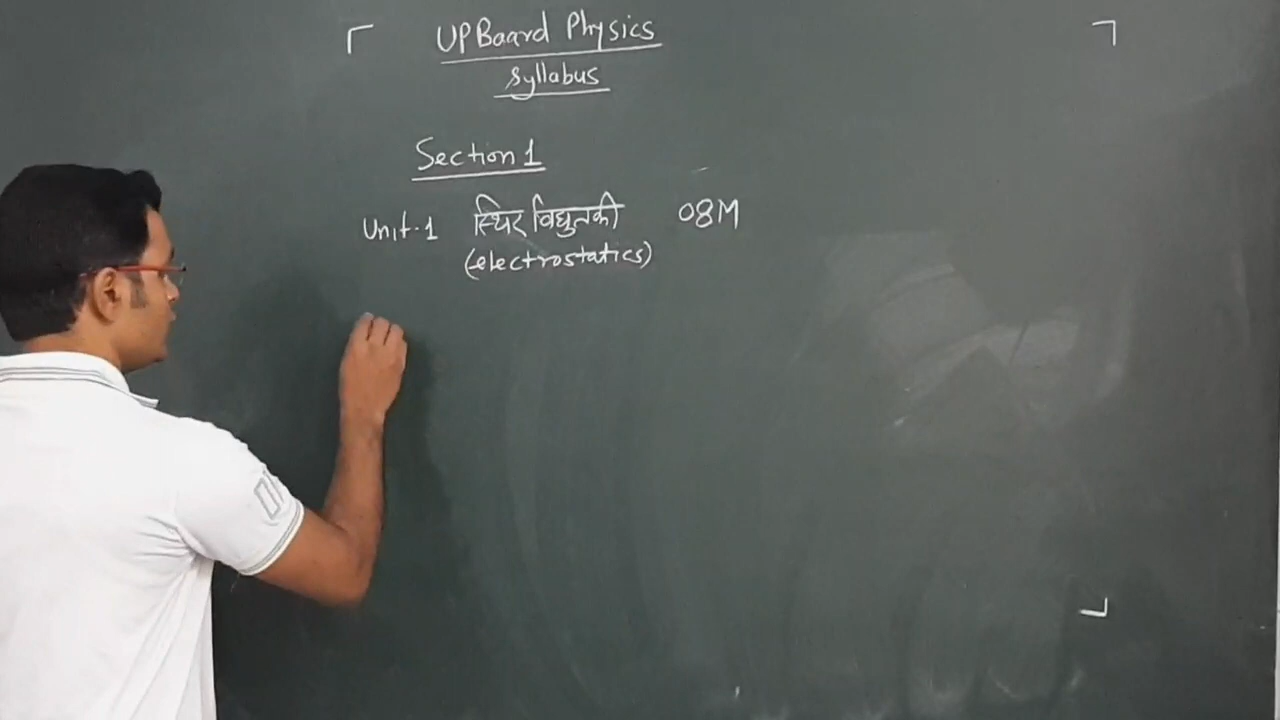 UP Board Physics
Syllabus
Section 1
Unit-1 स्थिर विद्युतकी 08M
(electrostatics)